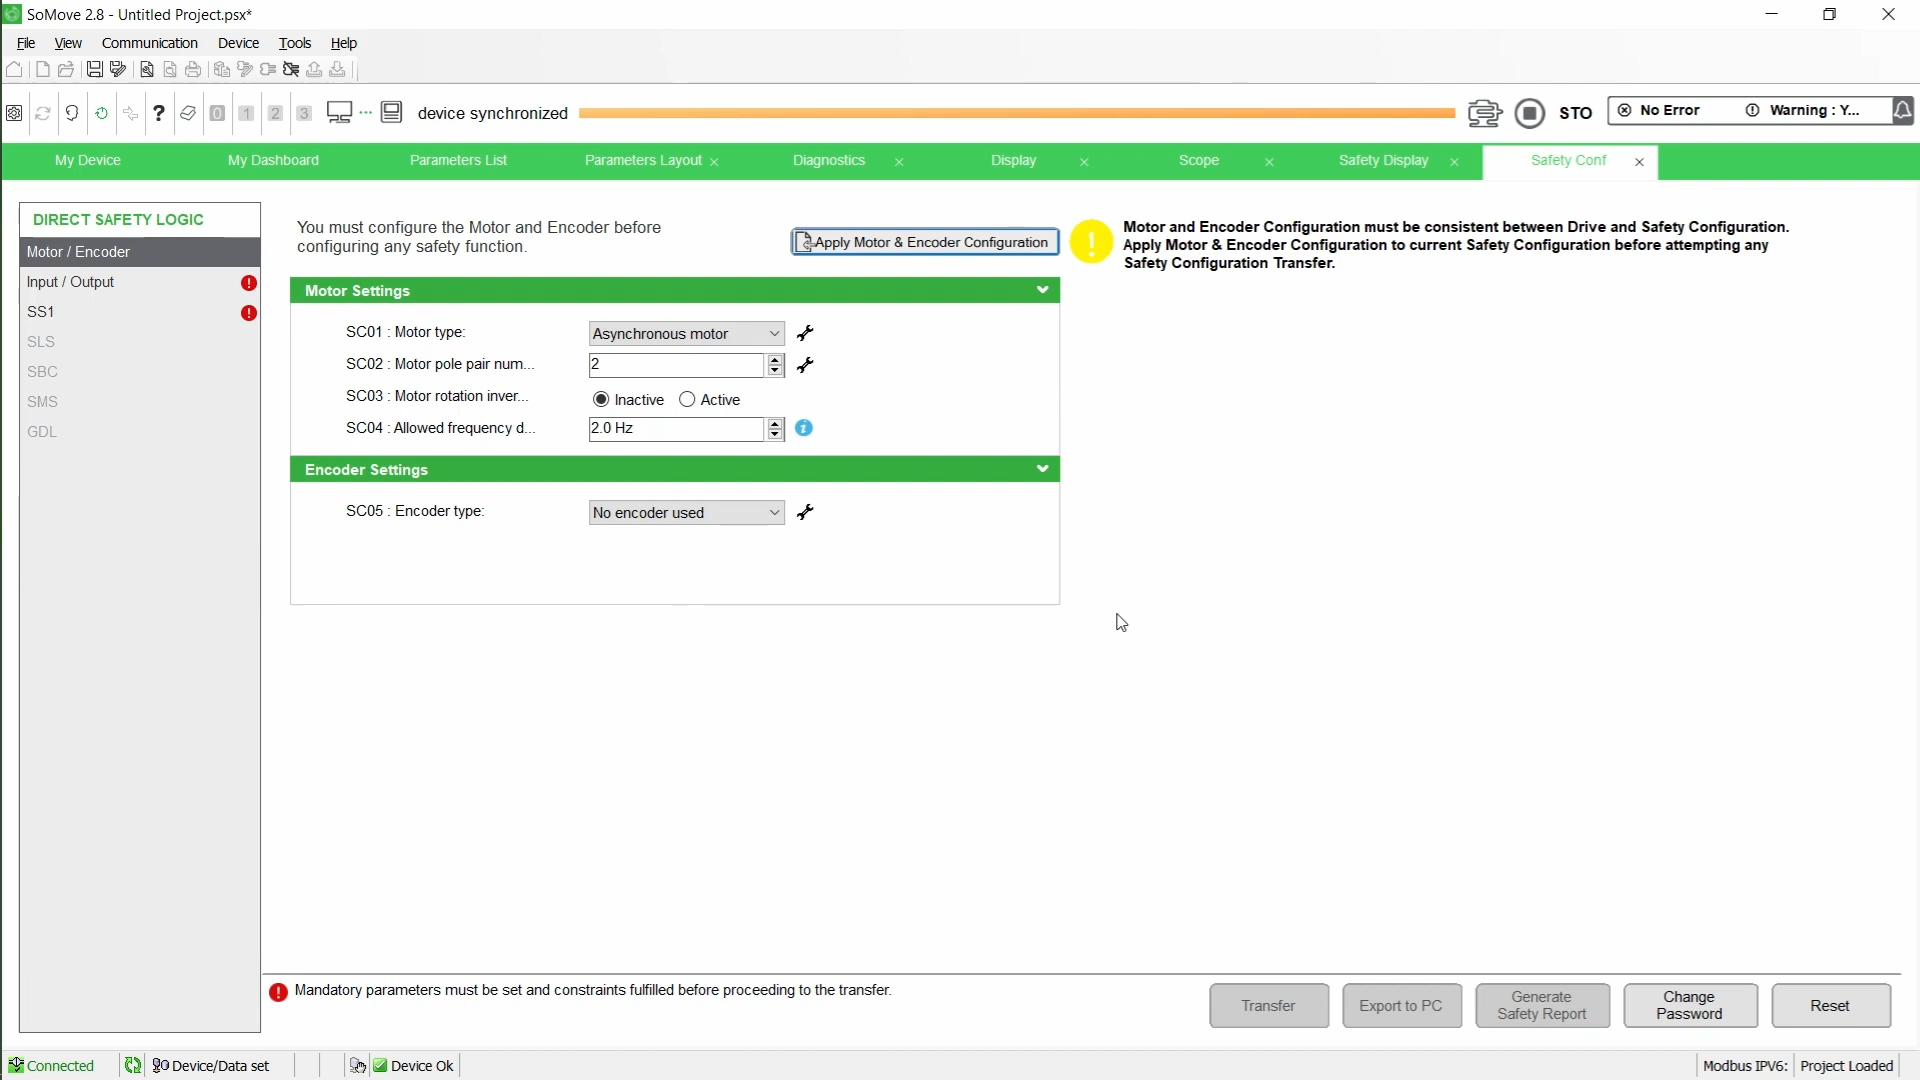 SoMove 2.8 - Untitled Project.psx*
File View Communication Device Tools Help
0 1 2 3 device synchronized STO No Error Warning : Y...
My Device My Dashboard Parameters List Parameters Layout Diagnostics Display Scope Safety Display Safety Conf
DIRECT SAFETY LOGIC
Motor / Encoder
Input / Output
SS1
SLS
SBC
SMS
GDL
You must configure the Motor and Encoder before
configuring any safety function.
Apply Motor & Encoder Configuration
Motor and Encoder Configuration must be consistent between Drive and Safety Configuration.
Apply Motor & Encoder Configuration to current Safety Configuration before attempting any
Safety Configuration Transfer.
Motor Settings
SC01 : Motor type: Asynchronous motor
SC02 : Motor pole pair num... 2
SC03 : Motor rotation inver... Inactive Active
SC04 : Allowed frequency d... 2.0 Hz
Encoder Settings
SC05 : Encoder type: No encoder used
Mandatory parameters must be set and constraints fulfilled before proceeding to the transfer.
Transfer
Export to PC
Generate
Safety Report
Change
Password
Reset
Connected Device/Data set Device Ok Modbus IPV6: Project Loaded